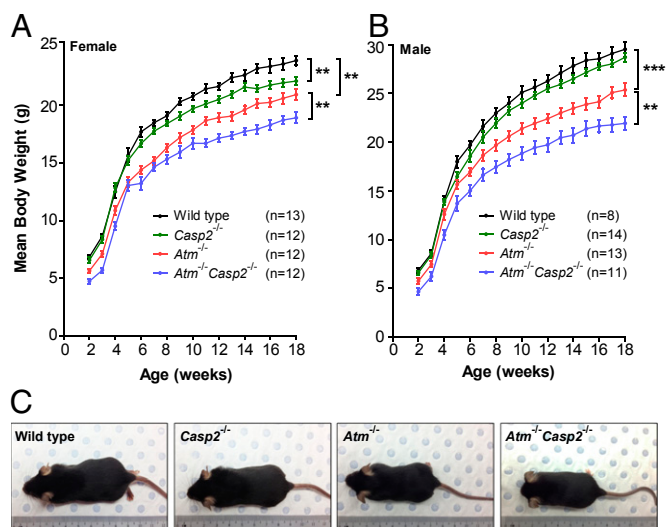 A
Female
Mean Body Weight (g)
25
20
15
10
5
0
0 2 4 6 8 10 12 14 16 18
Age (weeks)
Wild type (n=13)
Casp2-/- (n=12)
Atm-/- (n=12)
Atm-/-Casp2-/- (n=12)
**
**
**
B
Male
30
25
20
15
10
5
0
0 2 4 6 8 10 12 14 16 18
Age (weeks)
Wild type (n=8)
Casp2-/- (n=14)
Atm-/- (n=13)
Atm-/-Casp2-/- (n=11)
***
**
C
Wild type
Casp2-/-
Atm-/-
Atm-/-Casp2-/-